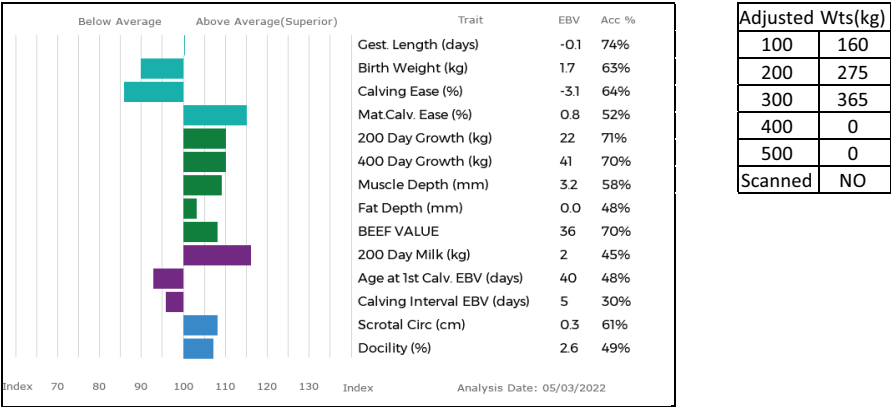 Below Average Above Average(Superior) Trait EBV Acc %
Gest. Length (days) -0.1 74%
Birth Weight (kg) 1.7 63%
Calving Ease (%) -3.1 64%
Mat.Calv. Ease (%) 0.8 52%
200 Day Growth (kg) 22 71%
400 Day Growth (kg) 41 70%
Muscle Depth (mm) 3.2 58%
Fat Depth (mm) 0.0 48%
BEEF VALUE 36 70%
200 Day Milk (kg) 2 45%
Age at 1st Calv. EBV (days) 40 48%
Calving Interval EBV (days) 5 30%
Scrotal Circ (cm) 0.3 61%
Docility (%) 2.6 49%
Index 70 80 90 100 110 120 130 Index Analysis Date: 05/03/2022
Adjusted Wts(kg)
100 160
200 275
300 365
400 0
500 0
Scanned NO